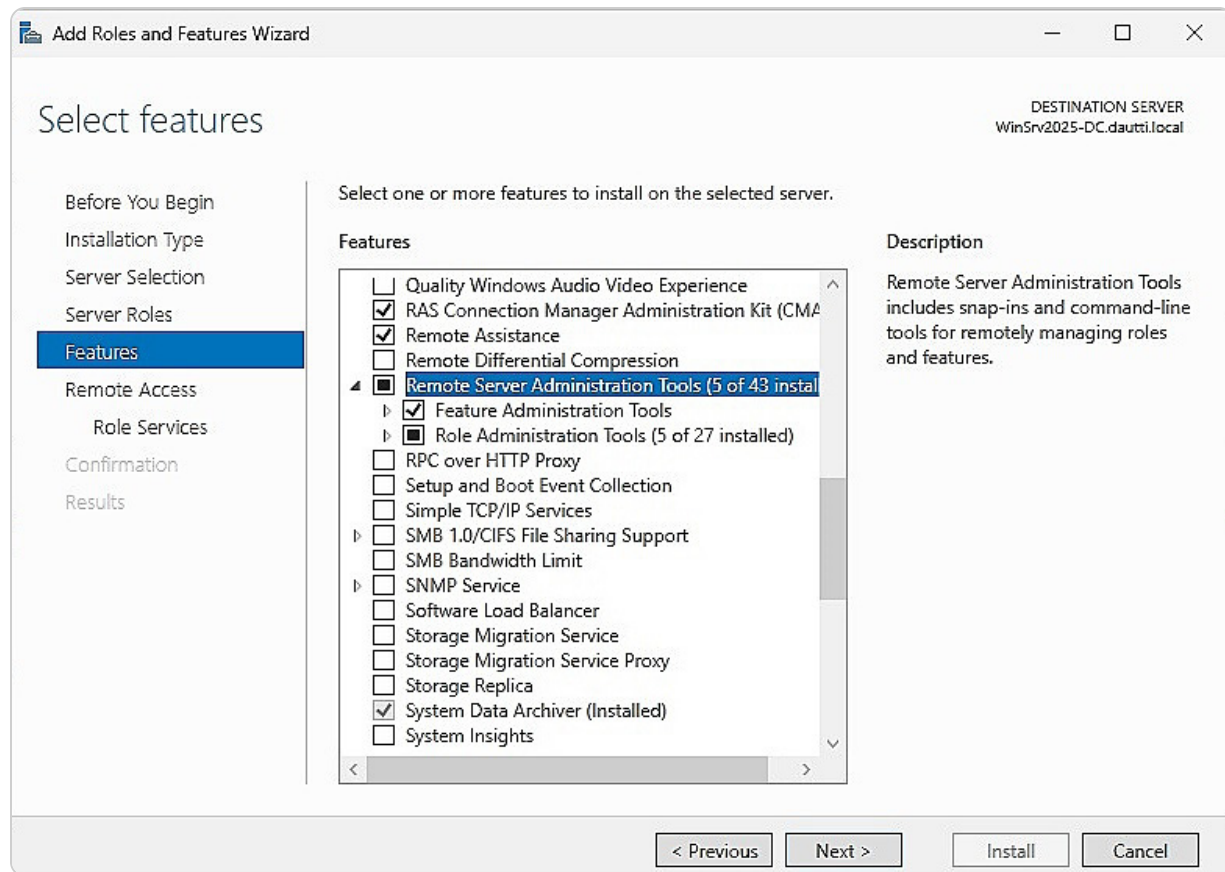 Add Roles and Features Wizard
Select features
DESTINATION SERVER
WinSrv2025-DC.dautti.local
Before You Begin
Installation Type
Server Selection
Server Roles
Features
Remote Access
Role Services
Confirmation
Results
Select one or more features to install on the selected server.
Features
Quality Windows Audio Video Experience
RAS Connection Manager Administration Kit (CMA
Remote Assistance
Remote Differential Compression
Remote Server Administration Tools (5 of 43 instal
Feature Administration Tools
Role Administration Tools (5 of 27 installed)
RPC over HTTP Proxy
Setup and Boot Event Collection
Simple TCP/IP Services
SMB 1.0/CIFS File Sharing Support
SMB Bandwidth Limit
SNMP Service
Software Load Balancer
Storage Migration Service
Storage Migration Service Proxy
Storage Replica
System Data Archiver (Installed)
System Insights
Description
Remote Server Administration Tools
includes snap-ins and command-line
tools for remotely managing roles
and features.
< Previous
Next >
Install
Cancel